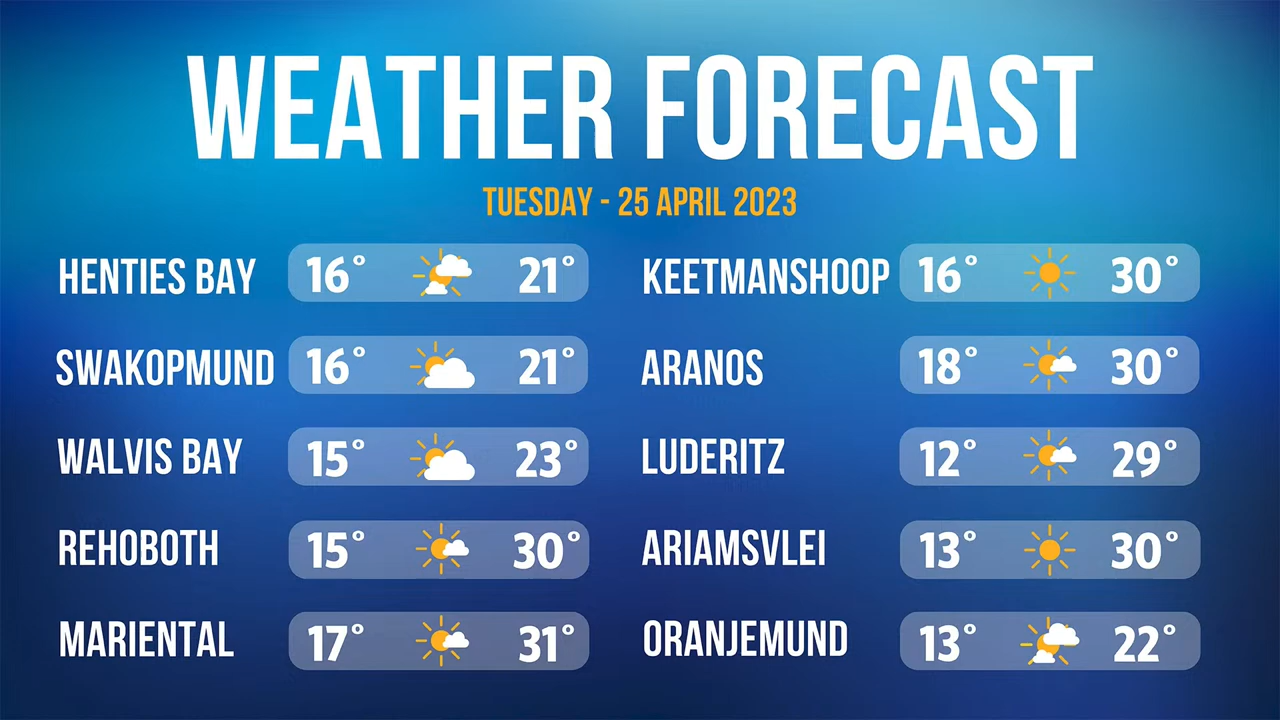 WEATHER FORECAST
TUESDAY - 25 APRIL 2023
HENTIES BAY 16° 21°
SWAKOPMUND 16° 21°
WALVIS BAY 15° 23°
REHOBOTH 15° 30°
MARIENTAL 17° 31°
KEETMANSHOOP 16° 30°
ARANOS 18° 30°
LUDERITZ 12° 29°
ARIAMSVLEI 13° 30°
ORANJEMUND 13° 22°